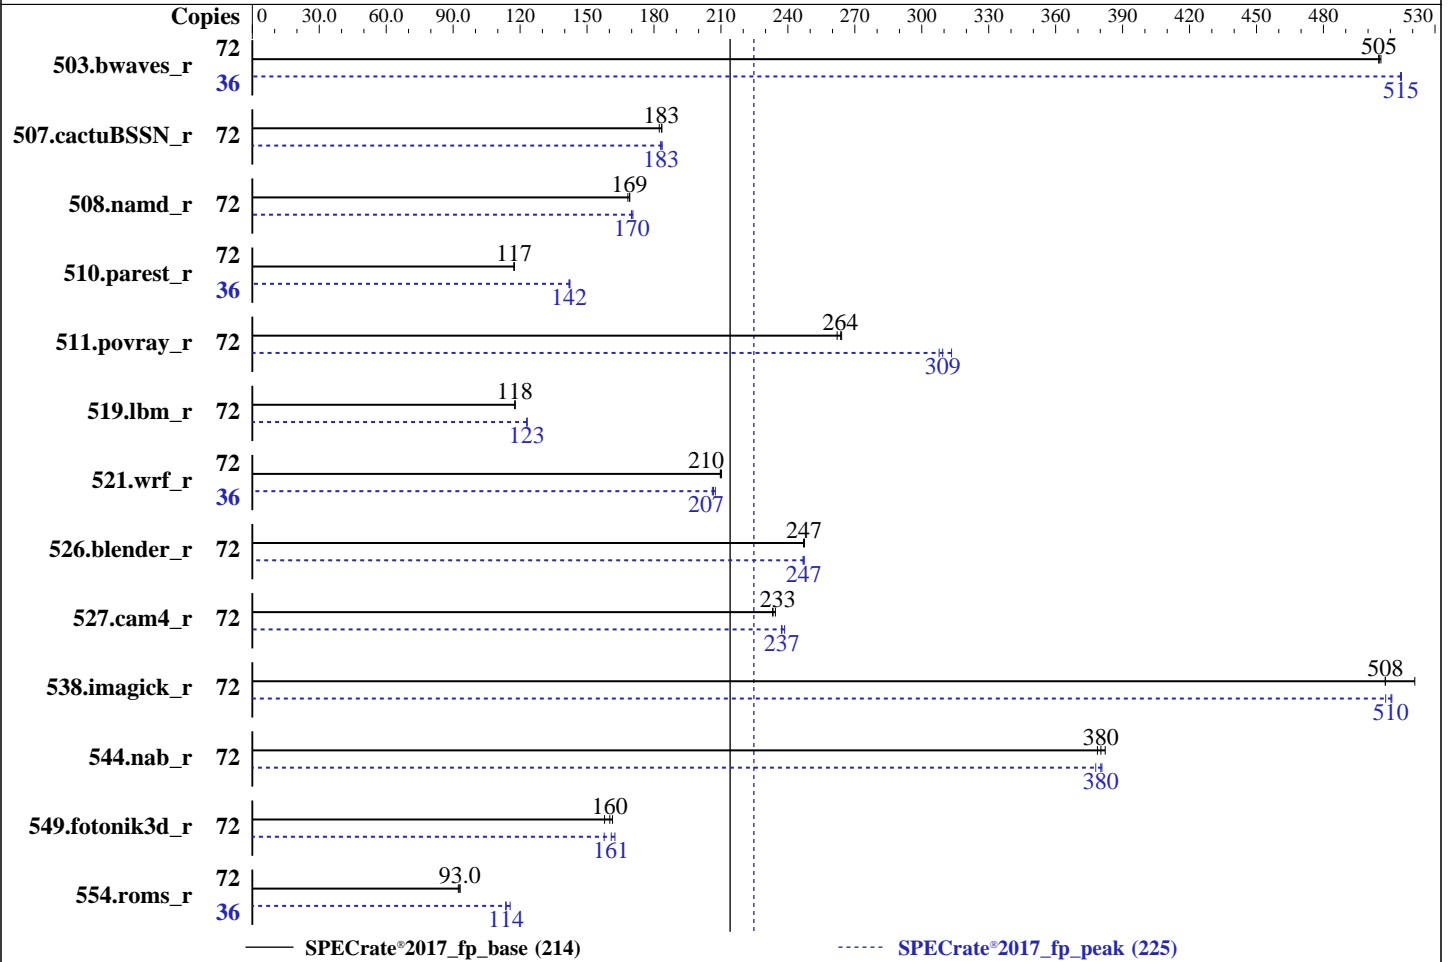 Copies 0 30.0 60.0 90.0 120 150 180 210 240 270 300 330 360 390 420 450 480 530
503.bwaves_r 72 505
36 515
507.cactuBSSN_r 72 183
183
508.namd_r 72 169
170
510.parest_r 72 117
36 142
511.povray_r 72 264
309
519.lbm_r 72 118
123
521.wrf_r 72 210
36 207
526.blender_r 72 247
247
527.cam4_r 72 233
237
538.imagick_r 72 508
510
544.nab_r 72 380
380
549.fotonik3d_r 72 160
161
554.roms_r 72 93.0
36 114
SPECrate®2017_fp_base (214) SPECrate®2017_fp_peak (225)